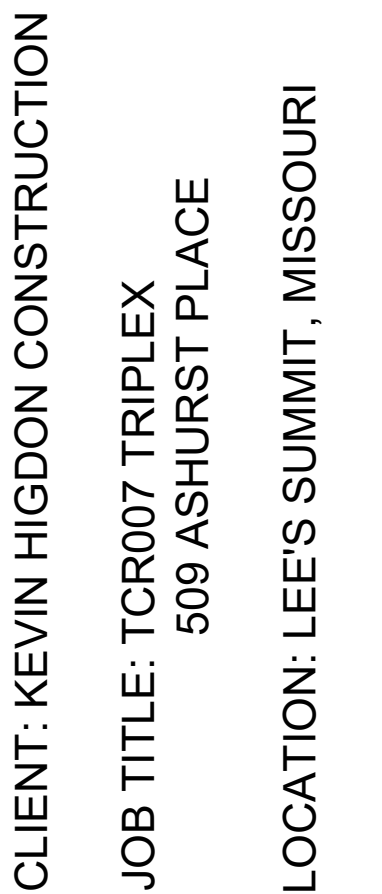 CLIENT: KEVIN HIGDON CONSTRUCTION
JOB TITLE: TCR007 TRIPLEX
509 ASHURST PLACE
LOCATION: LEE'S SUMMIT, MISSOURI